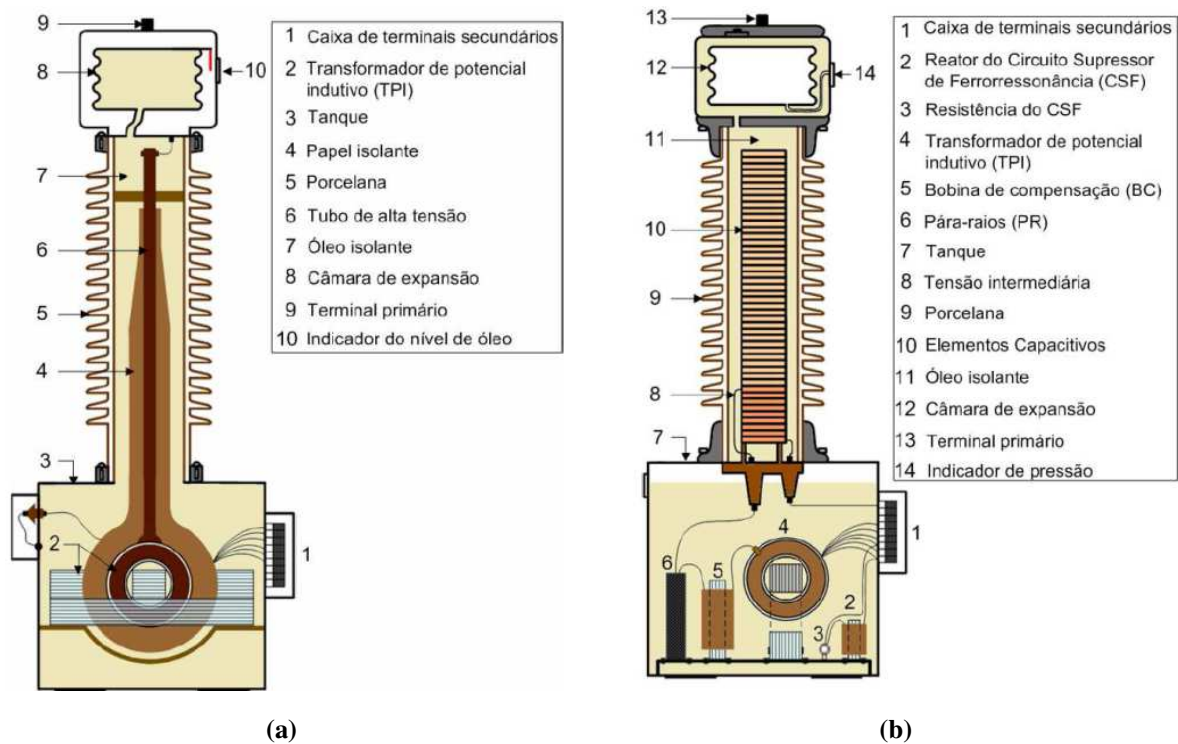 9
8
10
7
6
5
4
3
2
1
1 Caixa de terminais secundários
2 Transformador de potencial
indutivo (TPI)
3 Tanque
4 Papel isolante
5 Porcelana
6 Tubo de alta tensão
7 Óleo isolante
8 Câmara de expansão
9 Terminal primário
10 Indicador do nível de óleo
(a)
13
12
14
11
10
9
8
7
6
5
4
3
2
1
1 Caixa de terminais secundários
2 Reator do Circuito Supressor
de Ferrorressonância (CSF)
3 Resistência do CSF
4 Transformador de potencial
indutivo (TPI)
5 Bobina de compensação (BC)
6 Pára-raios (PR)
7 Tanque
8 Tensão intermediária
9 Porcelana
10 Elementos Capacitivos
11 Óleo isolante
12 Câmara de expansão
13 Terminal primário
14 Indicador de pressão
(b)